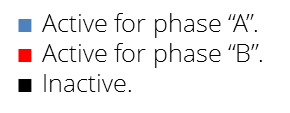 Active for phase “A”.
Active for phase “B”.
Inactive.